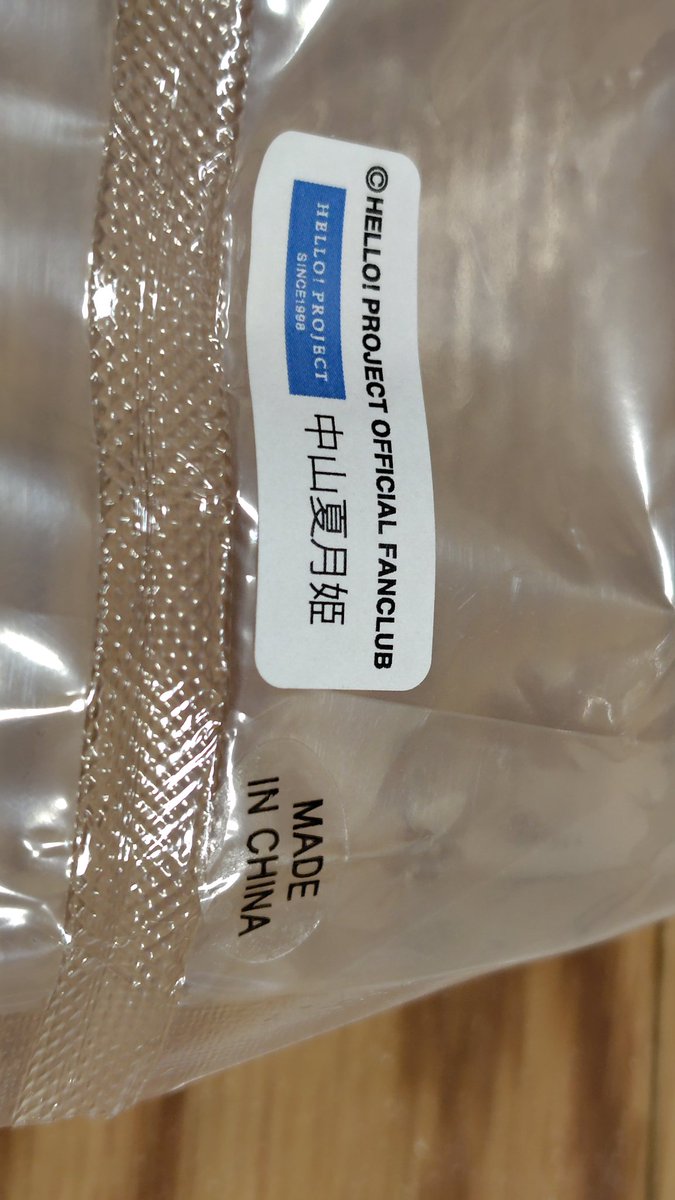 ©HELLO! PROJECT OFFICIAL FANCLUB
HELLO! PROJECT
SINCE1998
中山夏月姫
MADE
IN CHINA